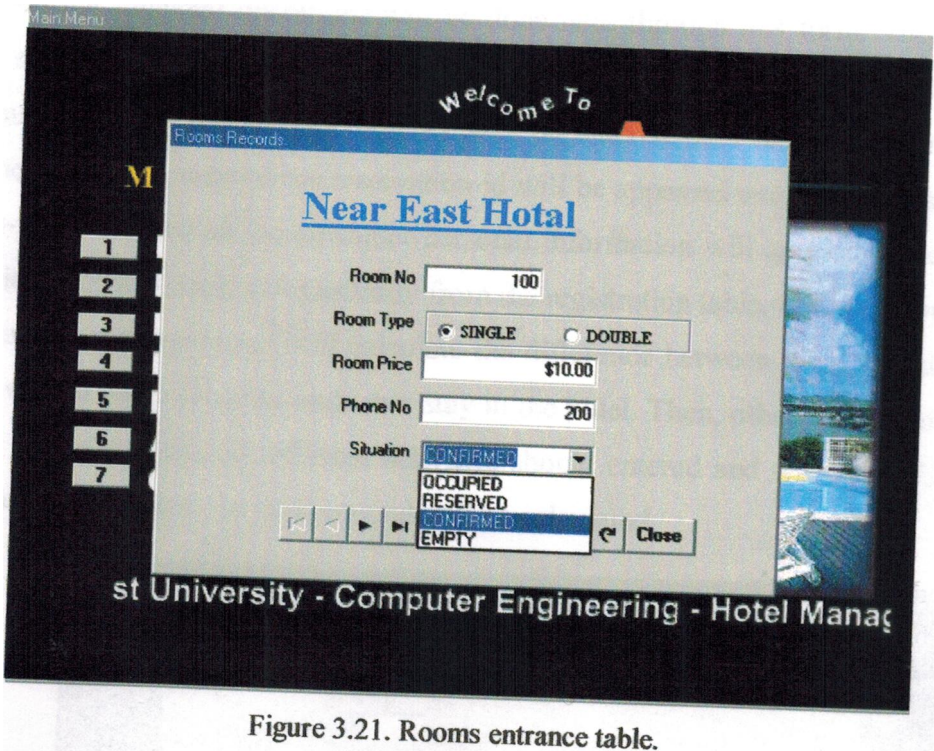 Main Menu
Welcome To
Rooms Records
M
Near East Hotal
1
2
3
4
5
6
7
Room No 100
Room Type SINGLE DOUBLE
Room Price $10.00
Phone No 200
Situation CONFIRMED
OCCUPIED
RESERVED
CONFIRMED
EMPTY
Close
st University - Computer Engineering - Hotel Manag
Figure 3.21. Rooms entrance table.